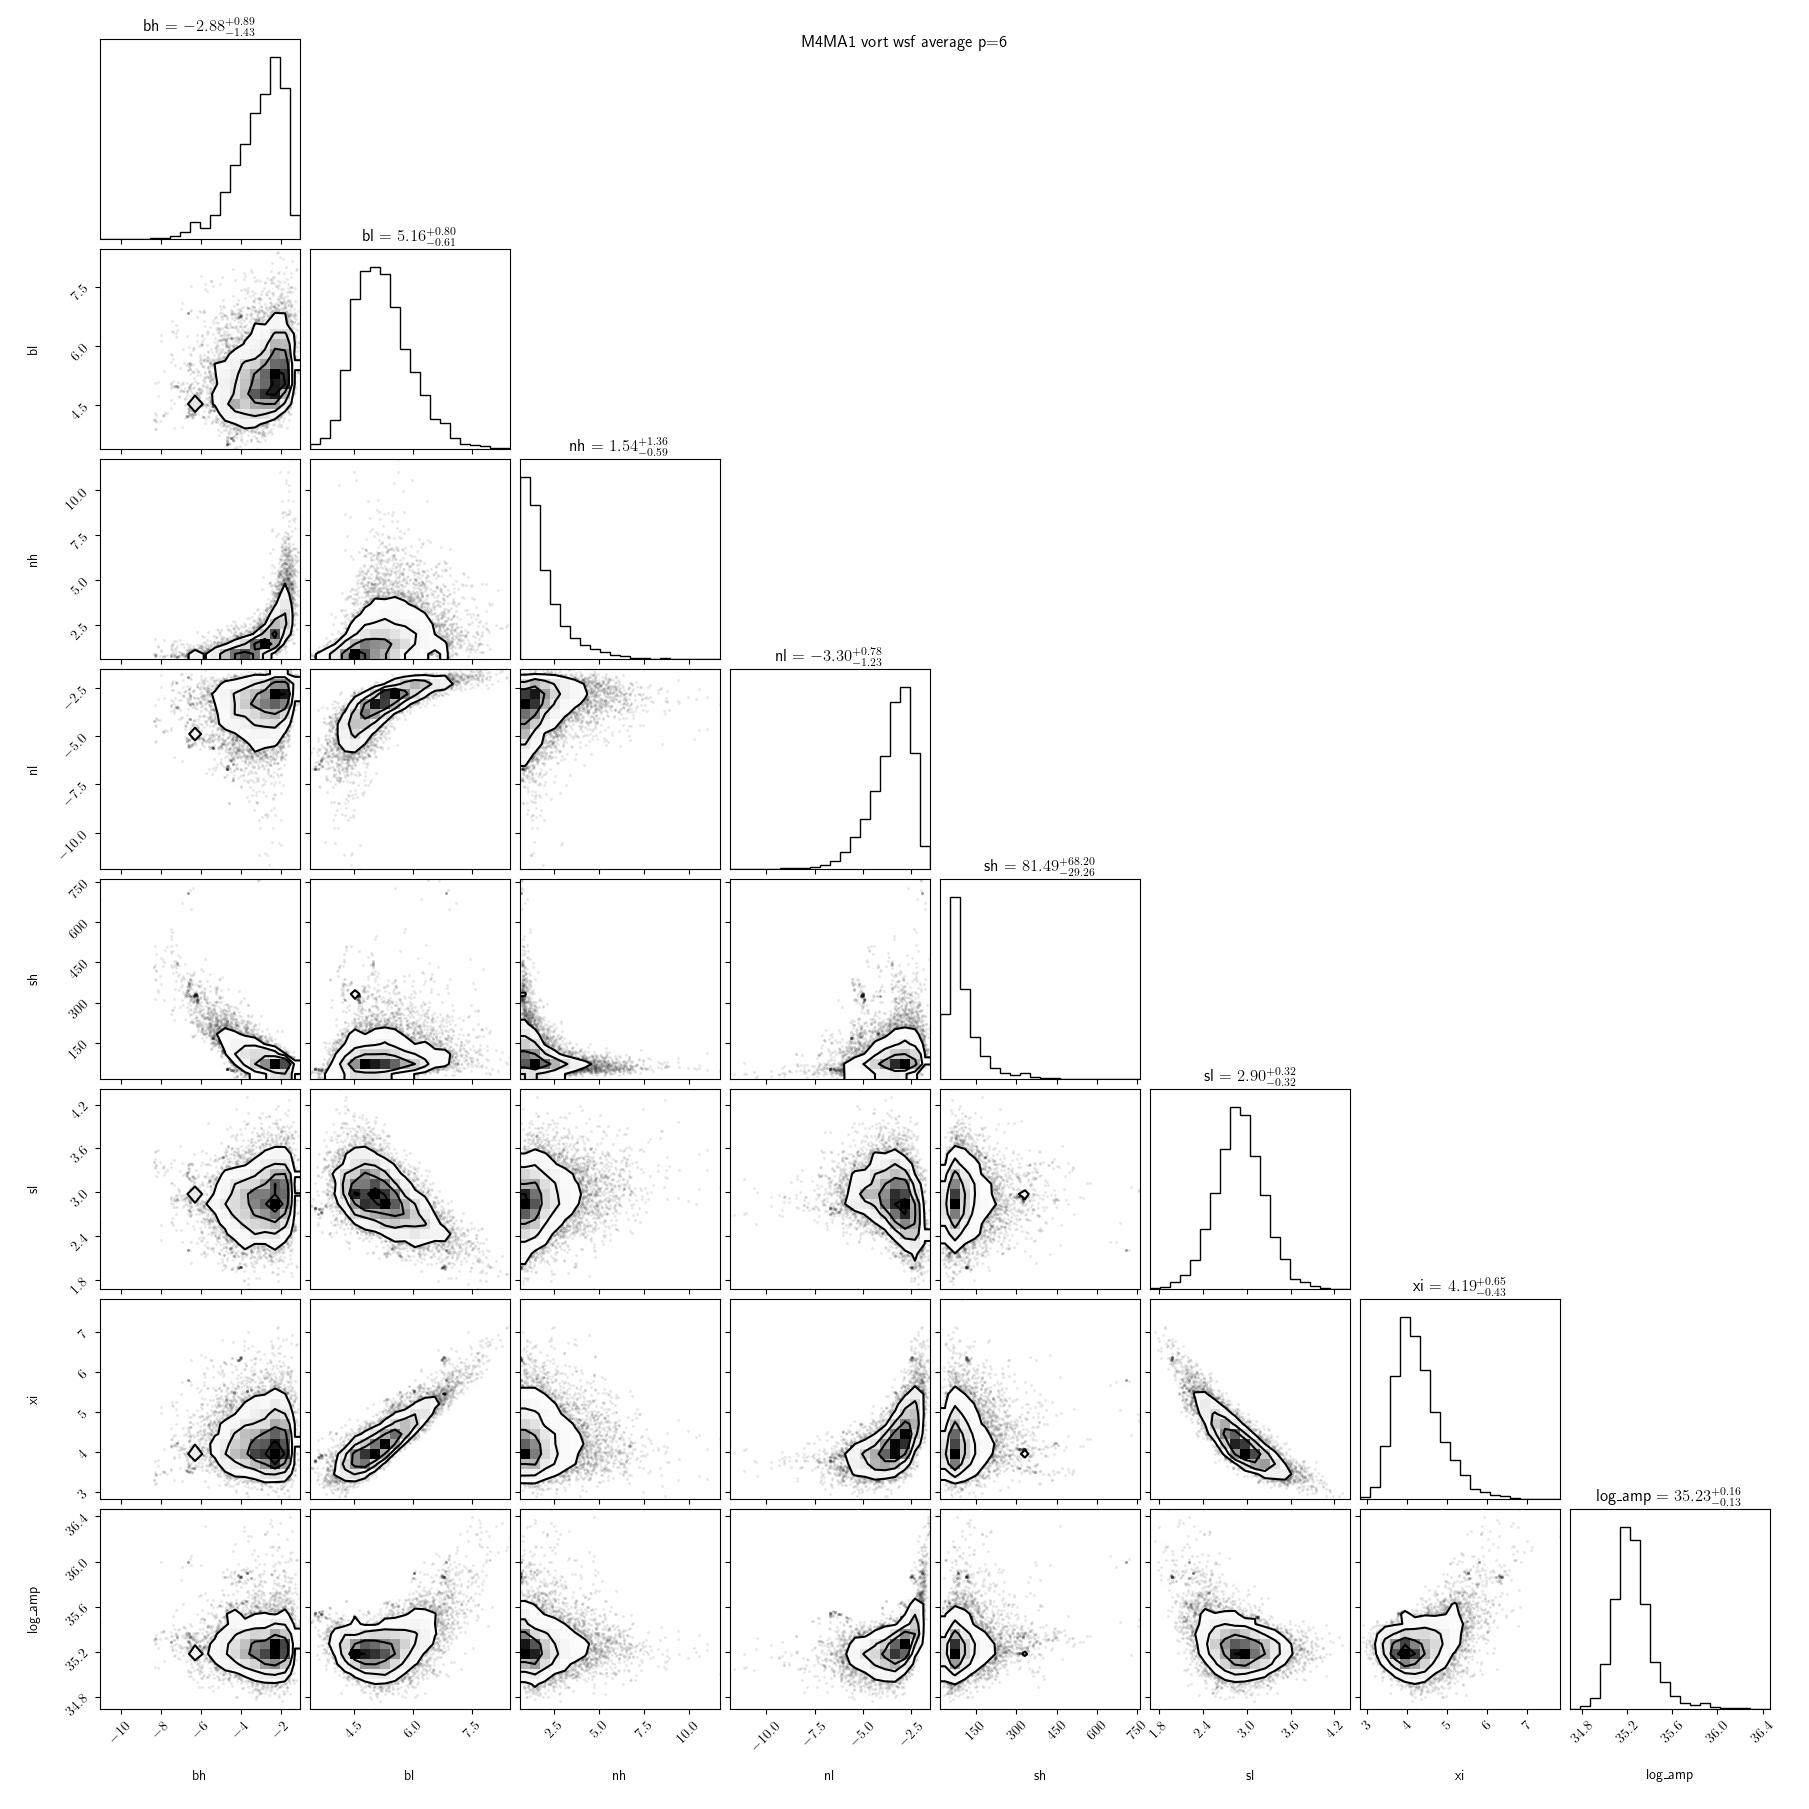 bh = −2.88+0.89−1.43
M4MA1 vort wsf average p=6
bl = 5.16+0.80−0.61
bl
7.5
6.0
4.5
nh = 1.54+1.36−0.59
nh
10.0
7.5
5.0
2.5
nl = −3.30+0.78−1.23
nl
−2.5
−5.0
−7.5
−10.0
sh = 81.49+68.20−29.26
sh
750
600
450
300
150
sl = 2.90+0.32−0.32
sl
4.2
3.6
3.0
2.4
1.8
xi = 4.19+0.65−0.43
xi
7
6
5
4
3
log_amp = 35.23+0.16−0.13
log_amp
36.4
36.0
35.6
35.2
34.8
−10 −8 −6 −4 −2 4.5 6.0 7.5 2.5 5.0 7.5 10.0 −10.0 −7.5 −5.0 −2.5 150 300 450 600 750 1.8 2.4 3.0 3.6 4.2 3 4 5 6 7 34.8 35.2 35.6 36.0 36.4
bh bl nh nl sh sl xi log_amp